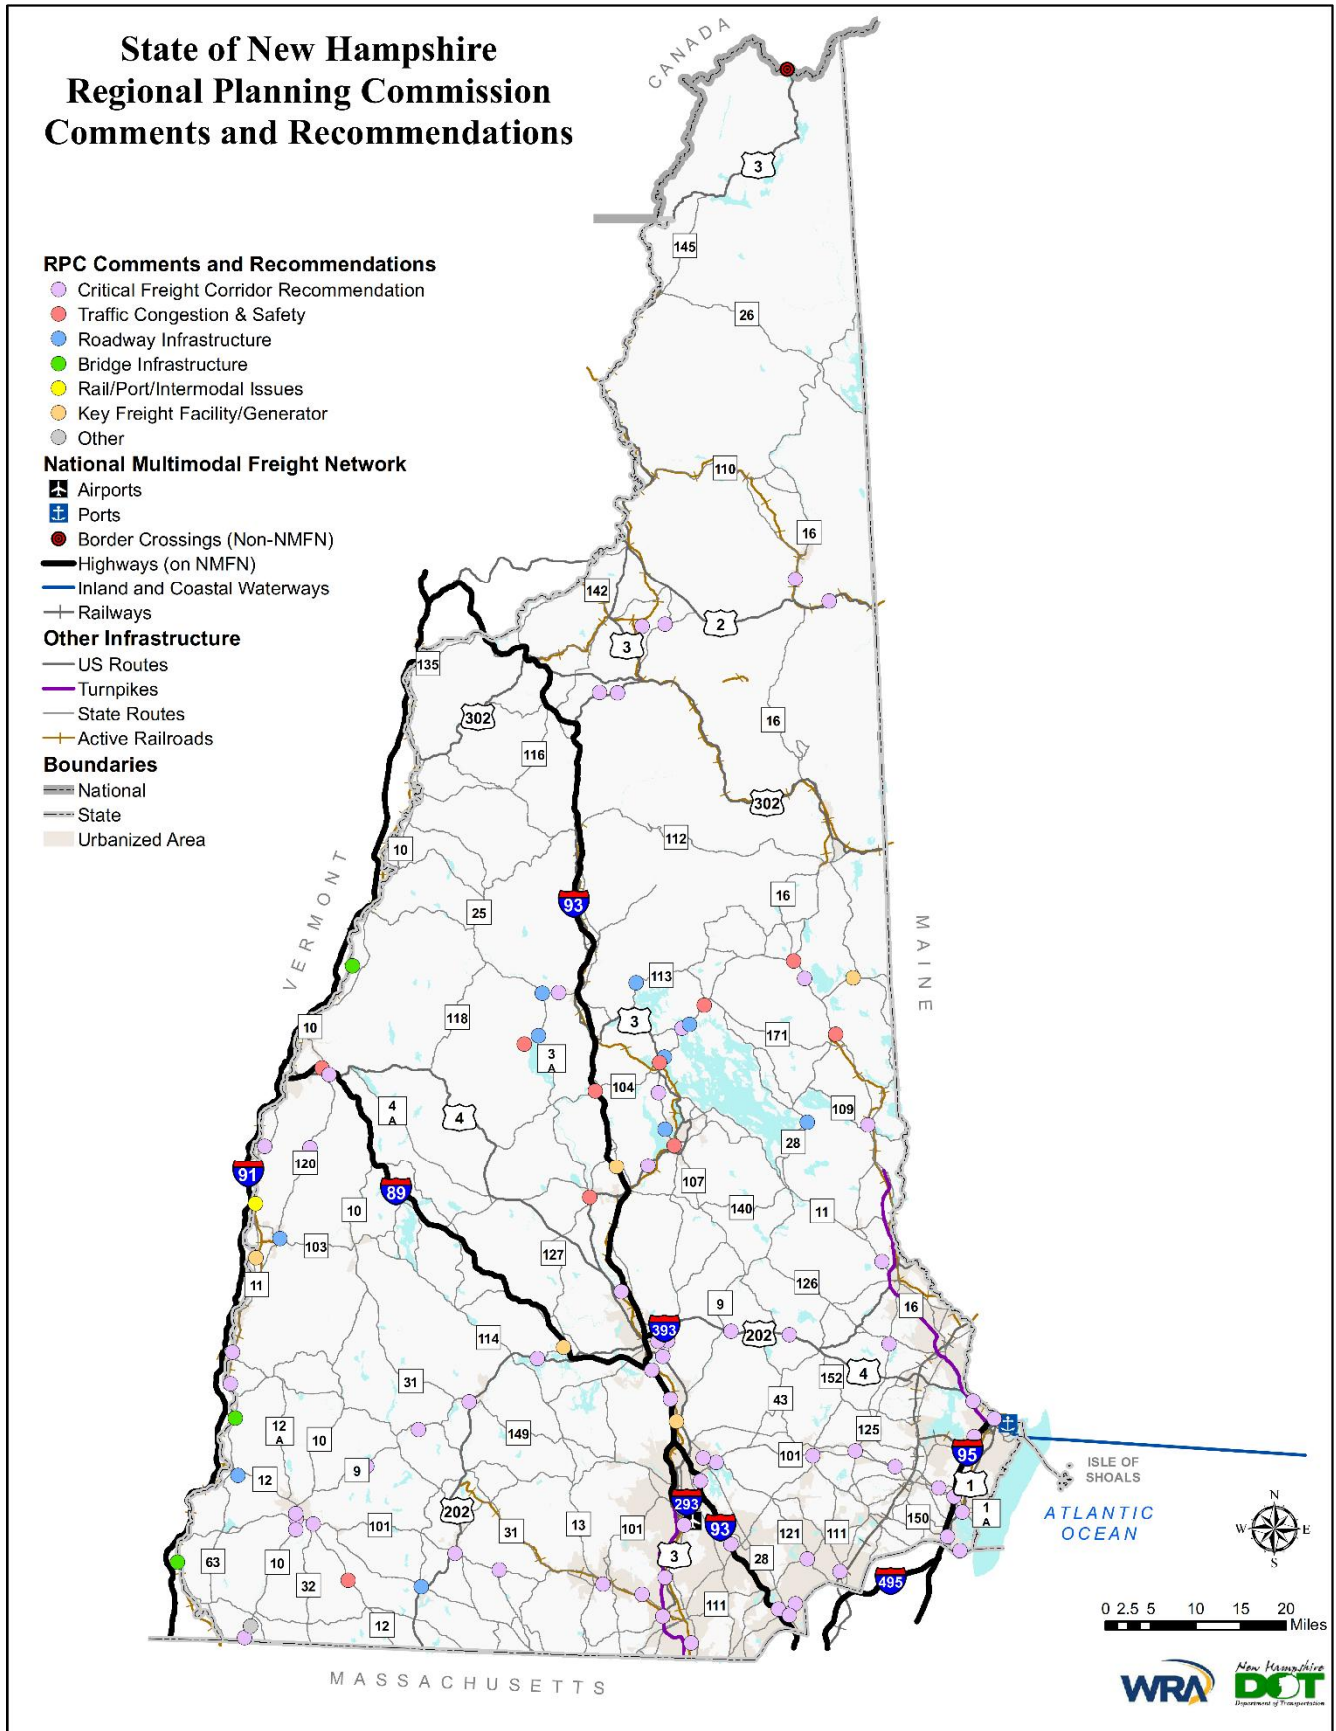 State of New Hampshire
Regional Planning Commission
Comments and Recommendations
RPC Comments and Recommendations
Critical Freight Corridor Recommendation
Traffic Congestion & Safety
Roadway Infrastructure
Bridge Infrastructure
Rail/Port/Intermodal Issues
Key Freight Facility/Generator
Other
National Multimodal Freight Network
Airports
Ports
Border Crossings (Non-NMFN)
Highways (on NMFN)
Inland and Coastal Waterways
Railways
Other Infrastructure
US Routes
Turnpikes
State Routes
Active Railroads
Boundaries
National
State
Urbanized Area
CANADA
3
145
26
110
16
142
2
3
135
302
16
116
302
112
10
93
16
25
VERMONT
MAINE
113
3
118
10
171
3
A
104
4
A
4
109
28
120
91
89
107
10
140
11
103
127
11
126
16
9
393
202
114
4
152
31
43
12
A
10
149
125
101
95
9
12
ISLE OF
SHOALS
1
293
202
1
A
ATLANTIC
OCEAN
N
W
E
S
93
150
101
31
13
101
121
111
3
28
63
10
32
495
111
12
0 2.5 5 10 15 20
Miles
MASSACHUSETTS
WRA
New Hampshire
DOT
Department of Transportation